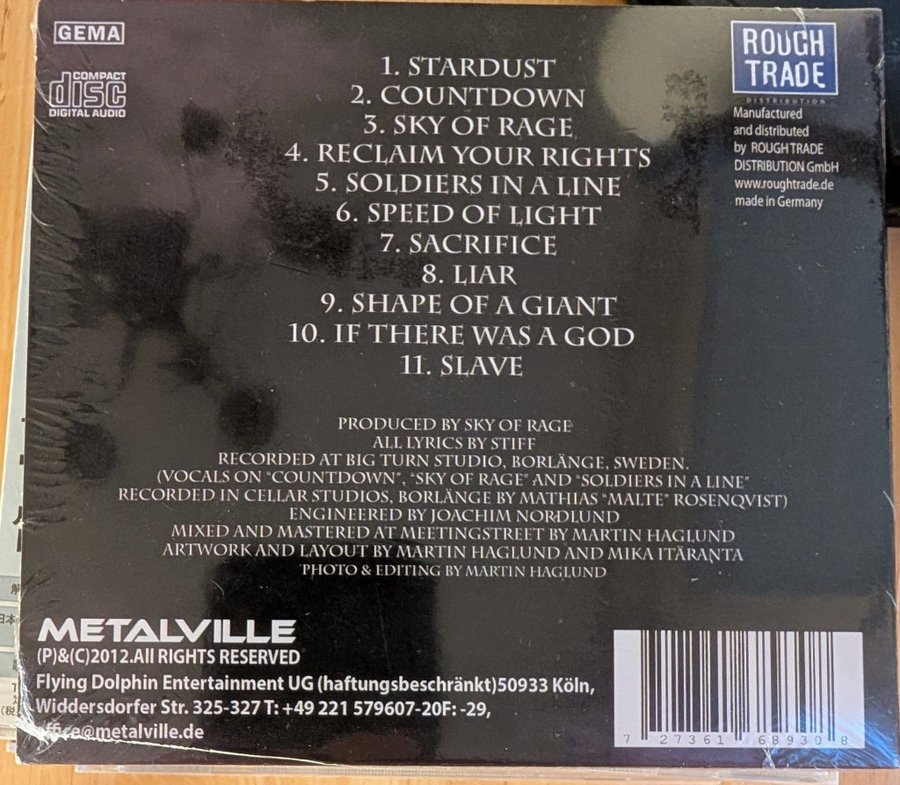 GEMA
COMPACT
disc
DIGITAL AUDIO
1. STARDUST
2. COUNTDOWN
3. SKY OF RAGE
4. RECLAIM YOUR RIGHTS
5. SOLDIERS IN A LINE
6. SPEED OF LIGHT
7. SACRIFICE
8. LIAR
9. SHAPE OF A GIANT
10. IF THERE WAS A GOD
11. SLAVE
ROUGH
TRADE
DISTRIBUTION
Manufactured
and distributed
by ROUGH TRADE
DISTRIBUTION GmbH
www.roughtrade.de
made in Germany
PRODUCED BY SKY OF RAGE
ALL LYRICS BY STIFF
RECORDED AT BIG TURN STUDIO, BORLÄNGE, SWEDEN.
(VOCALS ON "COUNTDOWN", "SKY OF RAGE" AND "SOLDIERS IN A LINE"
RECORDED IN CELLAR STUDIOS, BORLÄNGE BY MATHIAS "MALTE" ROSENQVIST)
ENGINEERED BY JOACHIM NORDLUND
MIXED AND MASTERED AT MEETINGSTREET BY MARTIN HAGLUND
ARTWORK AND LAYOUT BY MARTIN HAGLUND AND MIKA ITÄRANTA
PHOTO & EDITING BY MARTIN HAGLUND
METALVILLE
(P)&(C)2012.All RIGHTS RESERVED
Flying Dolphin Entertainment UG (haftungsbeschränkt)50933 Köln,
Widdersdorfer Str. 325-327 T: +49 221 579607-20F: -29,
office@metalville.de
7 27361 68930 8